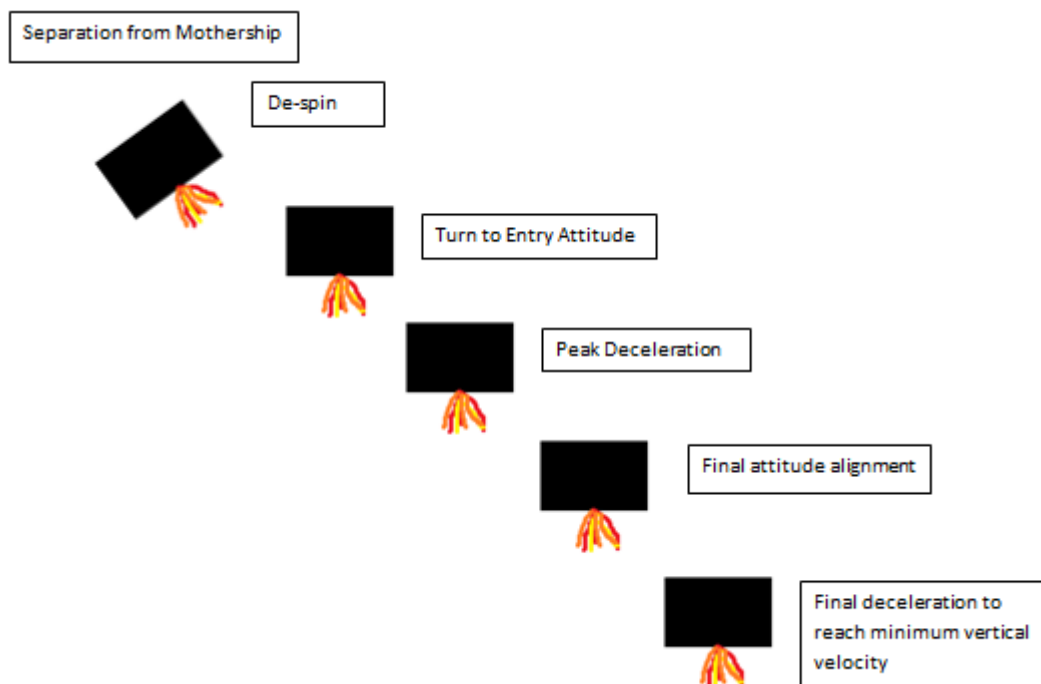 Separation from Mothership
De-spin
Turn to Entry Attitude
Peak Deceleration
Final attitude alignment
Final deceleration to
reach minimum vertical
velocity